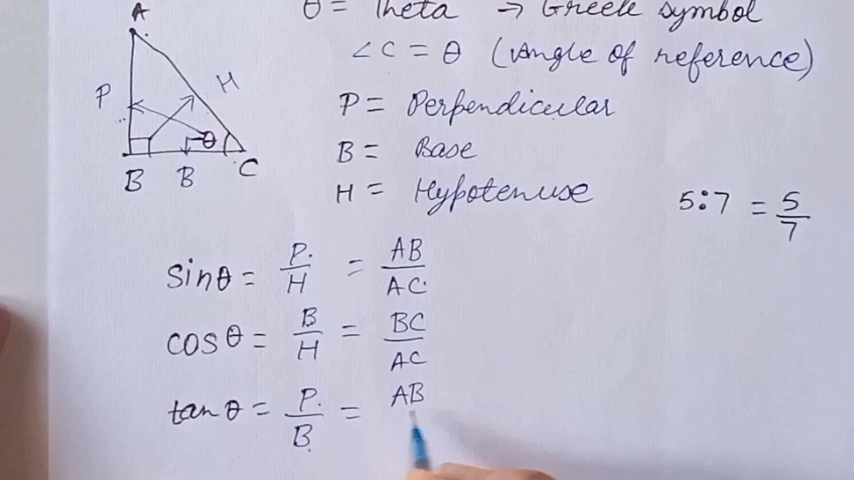 θ = Theta → Greek symbol
∠C = θ (Angle of reference)
A
P
H
θ
B
B
C
P = Perpendicular
B = Base
H = Hypotenuse
5:7 = 5/7
sinθ = P/H = AB/AC
cosθ = B/H = BC/AC
tanθ = P/B = AB